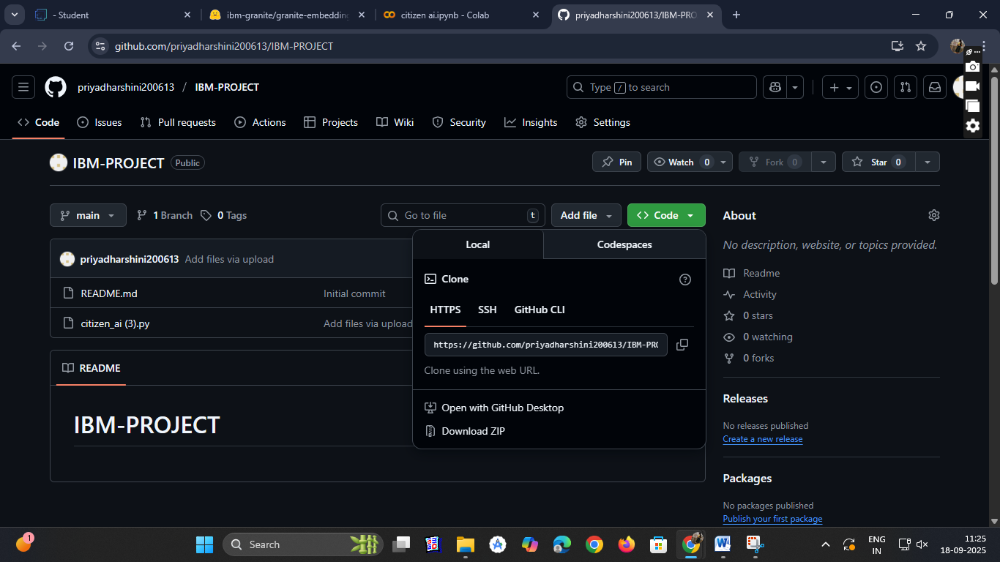 - Student
ibm-granite/granite-embedding
citizen ai.ipynb - Colab
priyadharshini200613/IBM-PRO
github.com/priyadharshini200613/IBM-PROJECT
priyadharshini200613 / IBM-PROJECT
Type / to search
Code
Issues
Pull requests
Actions
Projects
Wiki
Security
Insights
Settings
IBM-PROJECT Public
Pin
Watch 0
Fork 0
Star 0
main
1 Branch
0 Tags
Go to file t
Add file
Code
About
No description, website, or topics provided.
Local
Codespaces
priyadharshini200613 Add files via upload
Clone
README.md Initial commit
HTTPS
SSH
GitHub CLI
citizen_ai (3).py Add files via upload
https://github.com/priyadharshini200613/IBM-PRO
Clone using the web URL.
Open with GitHub Desktop
Download ZIP
README
IBM-PROJECT
Readme
Activity
0 stars
0 watching
0 forks
Releases
No releases published
Create a new release
Packages
No packages published
Publish your first package
1
Search
ENG
IN
11:25
18-09-2025